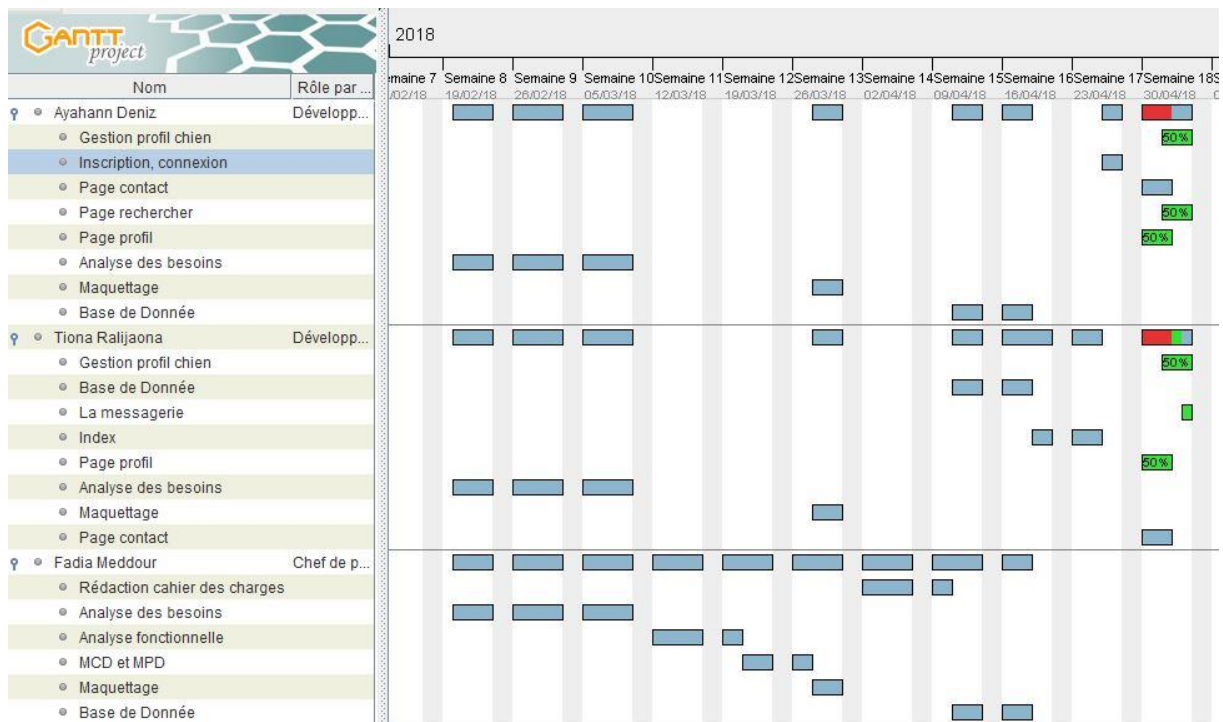 GANTT
project
2018
maine 7 Semaine 8 Semaine 9 Semaine 10 Semaine 11 Semaine 12 Semaine 13 Semaine 14 Semaine 15 Semaine 16 Semaine 17 Semaine 18 S
Nom Rôle par ...
/02/18 19/02/18 26/02/18 05/03/18 12/03/18 19/03/18 26/03/18 02/04/18 09/04/18 16/04/18 23/04/18 30/04/18 0
Ayahann Deniz Développ...
Gestion profil chien 50%
Inscription, connexion
Page contact
Page rechercher 50%
Page profil 50%
Analyse des besoins
Maquettage
Base de Donnée
Tiona Ralijaona Développ...
Gestion profil chien 50%
Base de Donnée
La messagerie
Index
Page profil 50%
Analyse des besoins
Maquettage
Page contact
Fadia Meddour Chef de p...
Rédaction cahier des charges
Analyse des besoins
Analyse fonctionnelle
MCD et MPD
Maquettage
Base de Donnée